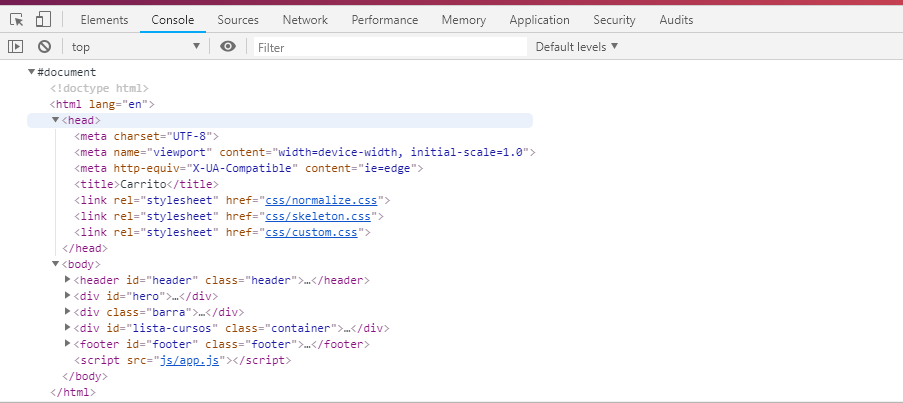 Elements Console Sources Network Performance Memory Application Security Audits
top Filter Default levels
#document
<!doctype html>
<html lang="en">
<head>
<meta charset="UTF-8">
<meta name="viewport" content="width=device-width, initial-scale=1.0">
<meta http-equiv="X-UA-Compatible" content="ie=edge">
<title>Carrito</title>
<link rel="stylesheet" href="css/normalize.css">
<link rel="stylesheet" href="css/skeleton.css">
<link rel="stylesheet" href="css/custom.css">
</head>
<body>
<header id="header" class="header">…</header>
<div id="hero">…</div>
<div class="barra">…</div>
<div id="lista-cursos" class="container">…</div>
<footer id="footer" class="footer">…</footer>
<script src="js/app.js"></script>
</body>
</html>